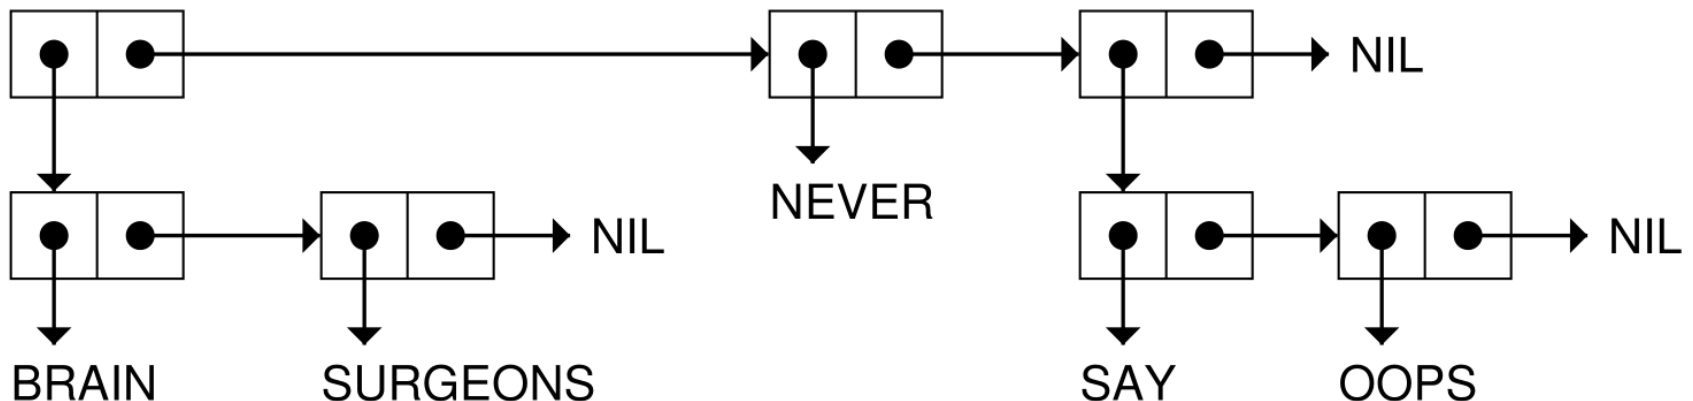 NIL
NEVER
NIL
NIL
BRAIN
SURGEONS
SAY
OOPS